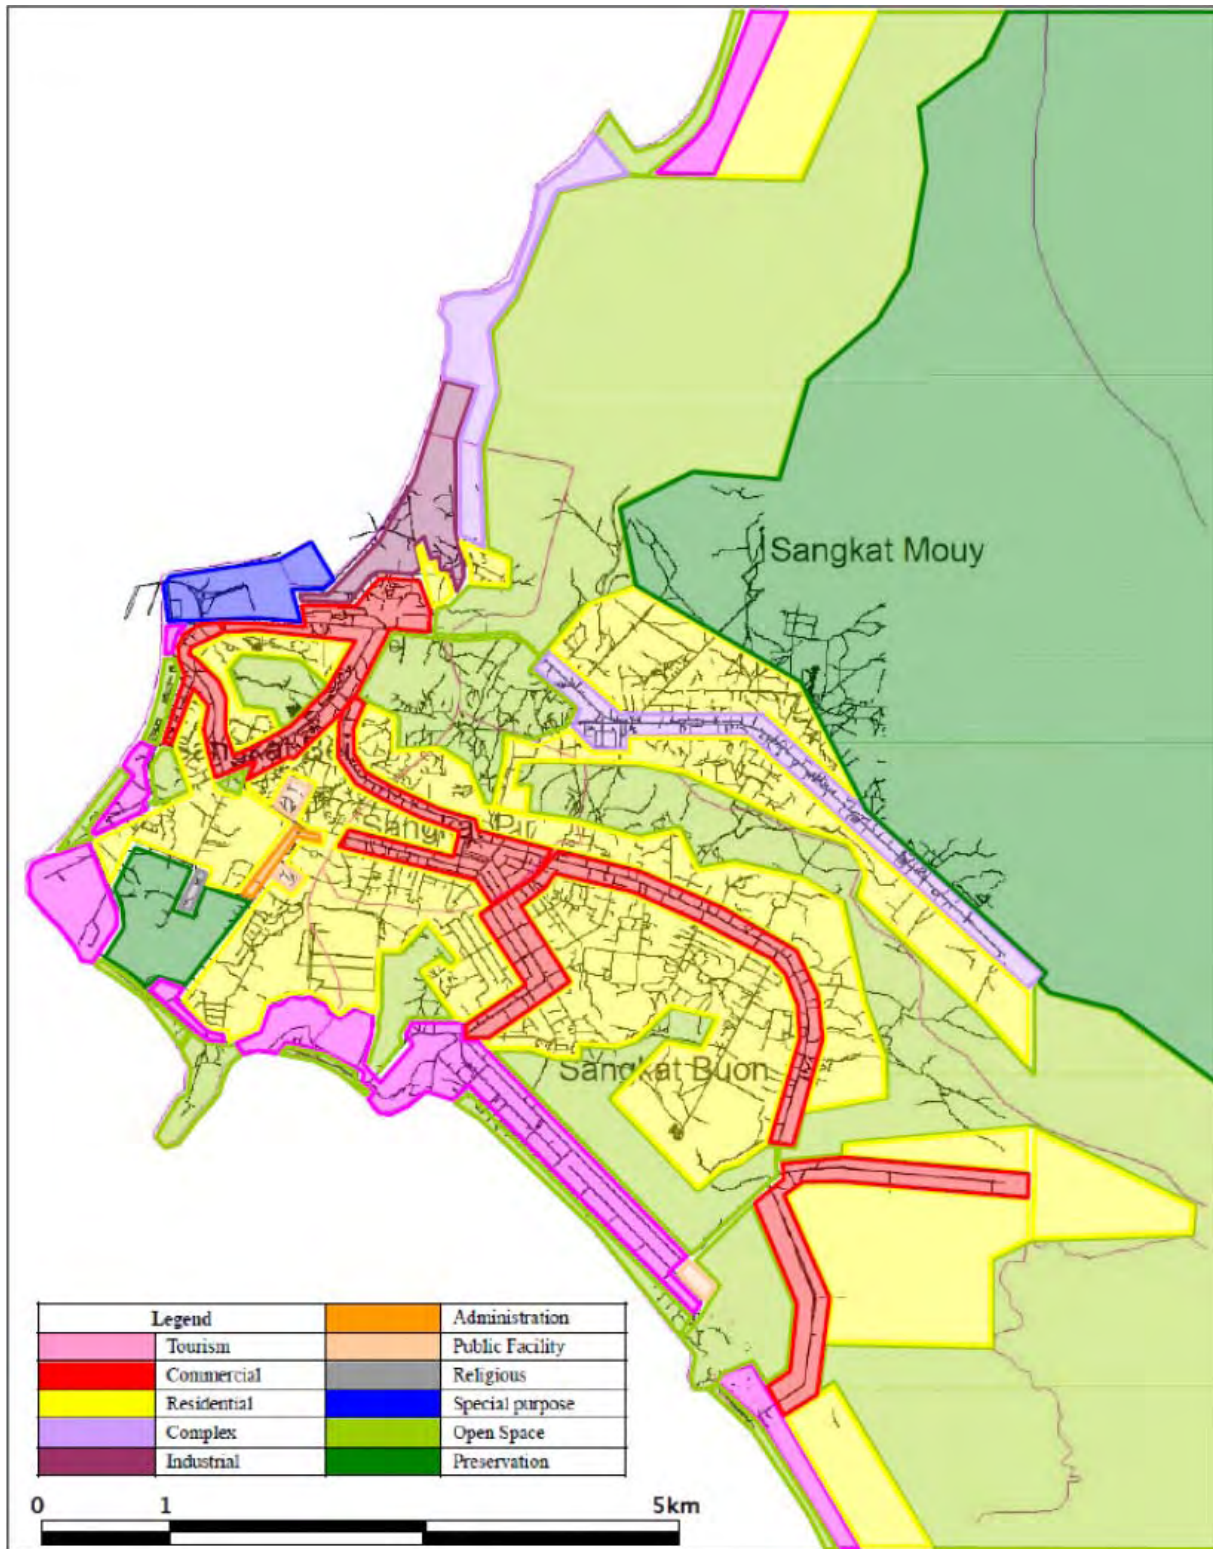 Sangkat Mouy
Sangkat Buon
Legend
Administration
Tourism
Public Facility
Commercial
Religious
Residential
Special purpose
Complex
Open Space
Industrial
Preservation
0 1 5km